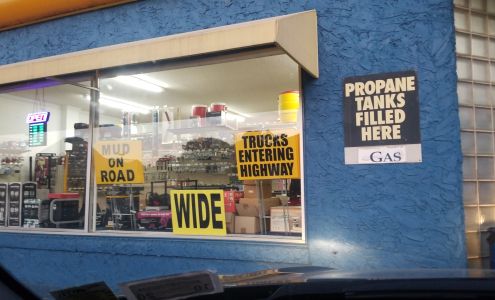 OPEN
MUD
ON
ROAD
TRUCKS
ENTERING
HIGHWAY
WIDE
PROPANE
TANKS
FILLED
HERE
GAS